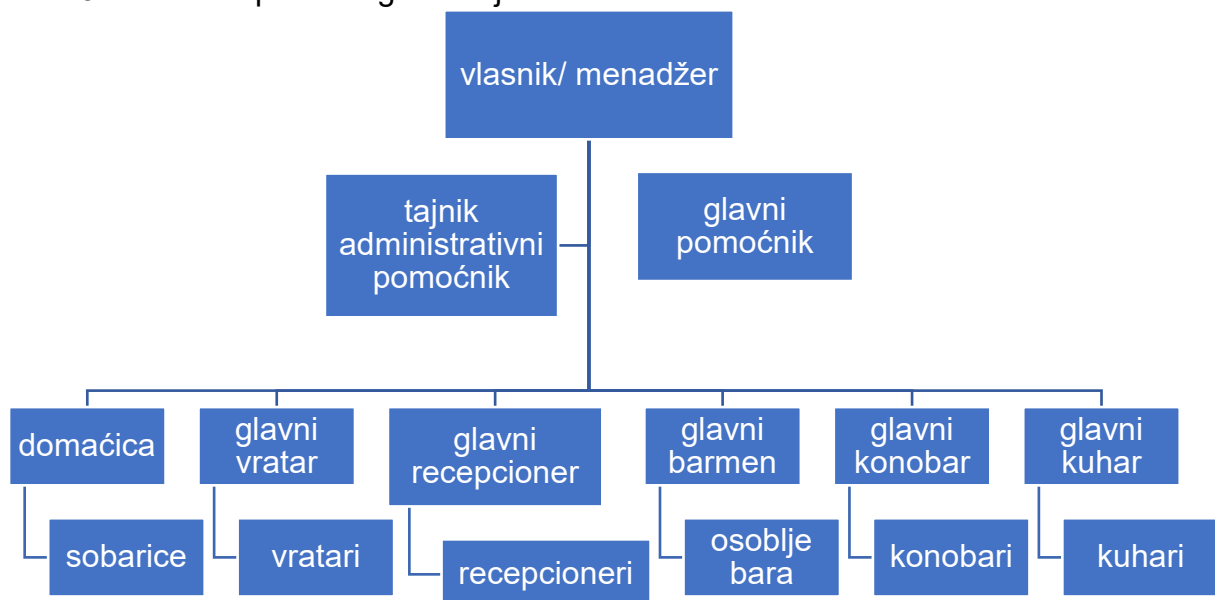 vlasnik/ menadžer
tajnik
administrativni
pomoćnik
glavni
pomoćnik
domaćica
glavni
vratar
glavni
recepcioner
glavni
barmen
glavni
konobar
glavni
kuhar
sobarice
vratari
recepcioneri
osoblje
bara
konobari
kuhari